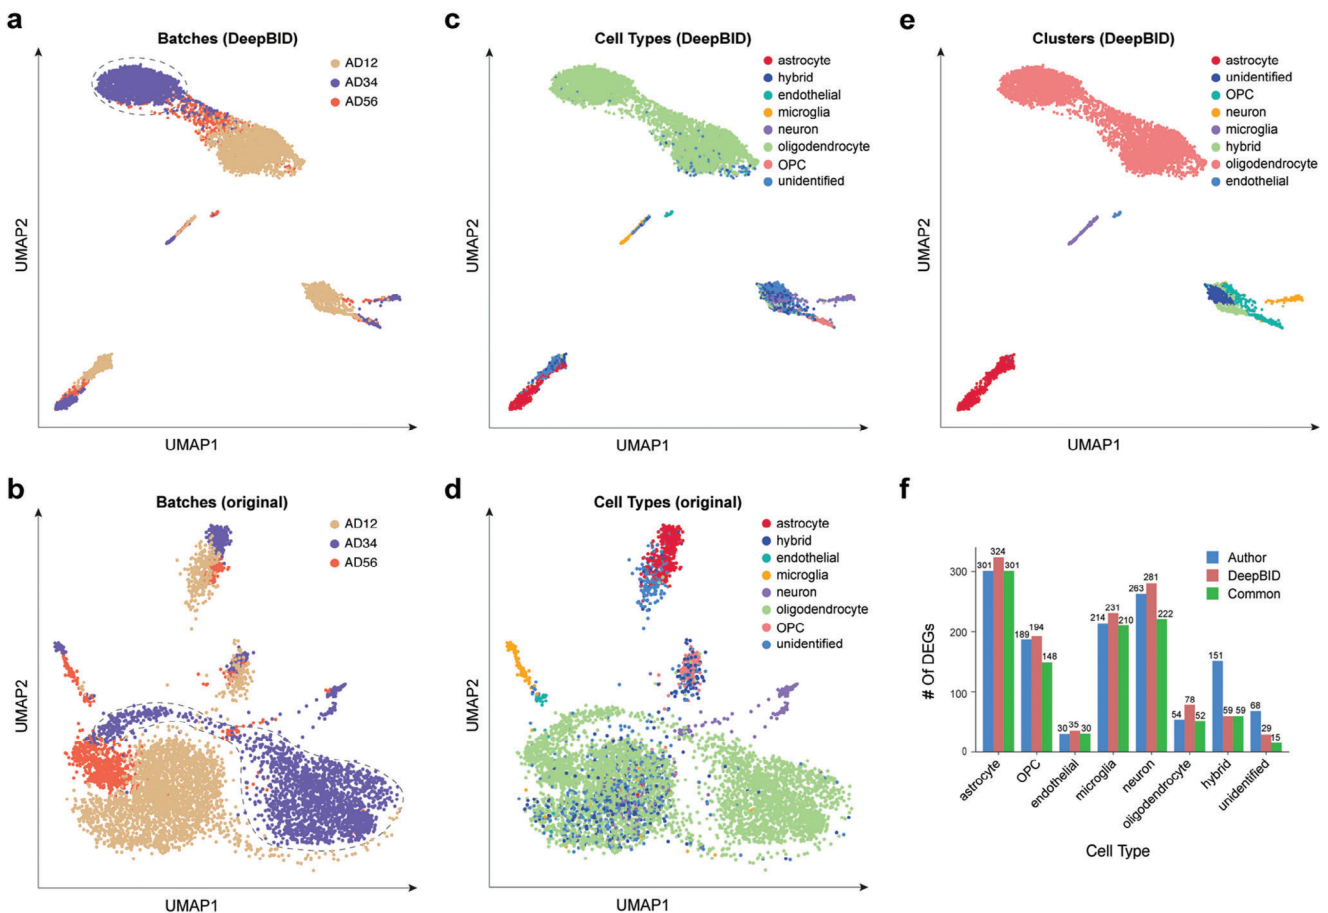 a
Batches (DeepBID)
AD12
AD34
AD56
UMAP2
UMAP1
c
Cell Types (DeepBID)
astrocyte
hybrid
endothelial
microglia
neuron
oligodendrocyte
OPC
unidentified
UMAP2
UMAP1
e
Clusters (DeepBID)
astrocyte
unidentified
OPC
neuron
microglia
hybrid
oligodendrocyte
endothelial
UMAP2
UMAP1
b
Batches (original)
AD12
AD34
AD56
UMAP2
UMAP1
d
Cell Types (original)
astrocyte
hybrid
endothelial
microglia
neuron
oligodendrocyte
OPC
unidentified
UMAP2
UMAP1
f
Author
DeepBID
Common
# Of DEGs
300
200
100
0
301 324 301
189 194 148
30 35 30
214 231 210
263 281 222
54 78 52
151 59 59
68 29 15
astrocyte
OPC
endothelial
microglia
neuron
oligodendrocyte
hybrid
unidentified
Cell Type